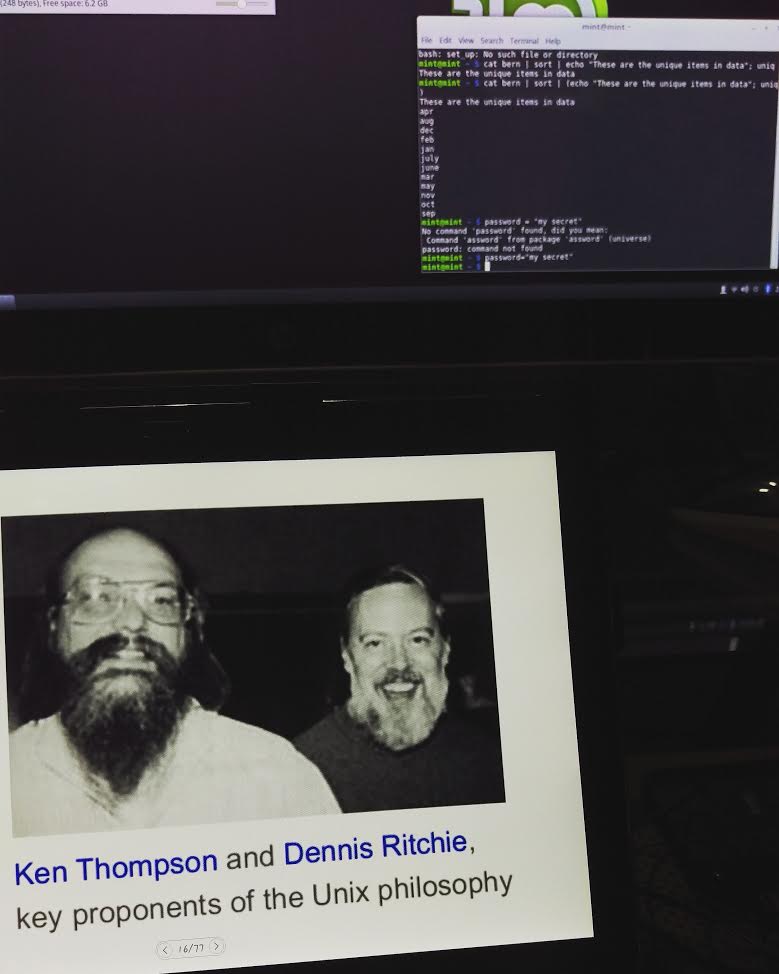 (248 bytes), Free space: 6.2 GB
mint@mint ~
File Edit View Search Terminal Help
bash: set_up: No such file or directory
mint@mint ~ $ cat bern | sort | echo "These are the unique items in data"; uniq
These are the unique items in data
mint@mint ~ $ cat bern | sort | (echo "These are the unique items in data"; uniq
)
These are the unique items in data
apr
aug
dec
feb
jan
july
june
mar
may
nov
oct
sep
mint@mint ~ $ password = "my secret"
No command 'password' found, did you mean:
Command 'assword' from package 'assword' (universe)
password: command not found
mint@mint ~ $ password="my secret"
mint@mint ~ $
Ken Thompson and Dennis Ritchie,
key proponents of the Unix philosophy
< 16/77 >